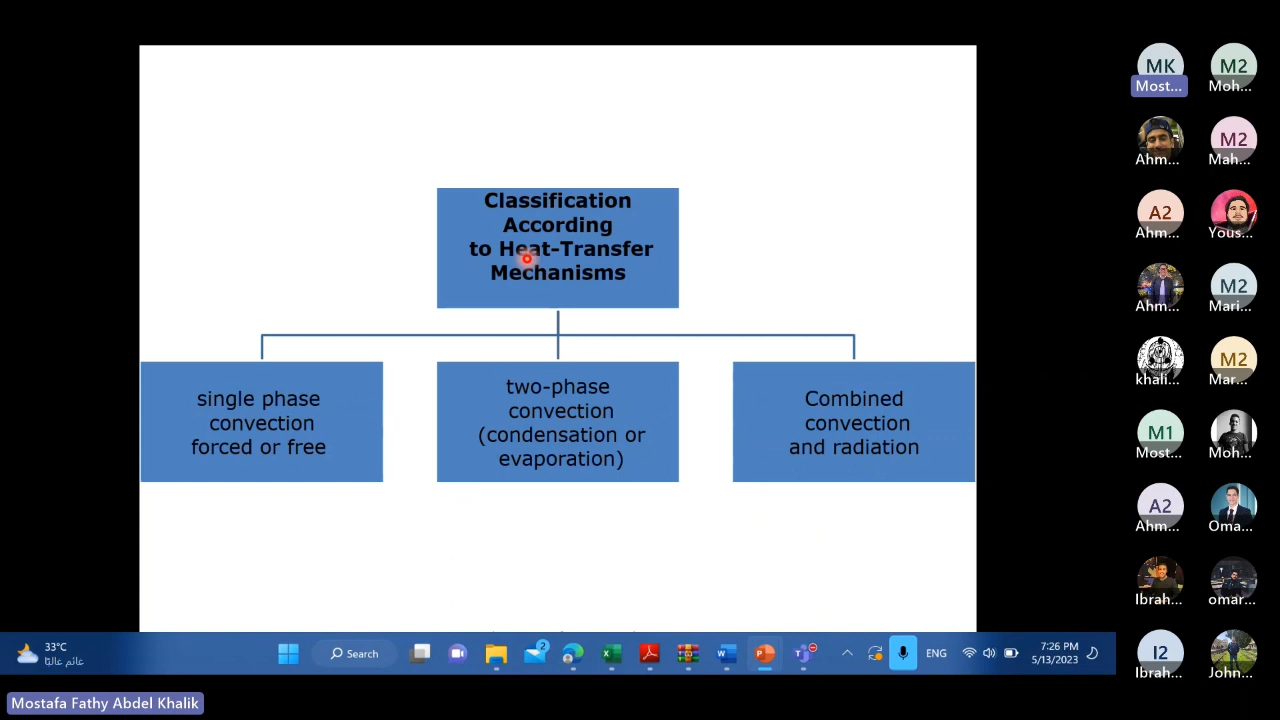 Classification
According
to Heat-Transfer
Mechanisms
single phase
convection
forced or free
two-phase
convection
(condensation or
evaporation)
Combined
convection
and radiation
MK
Most...
M2
Moh...
Ahm...
M2
Mah...
A2
Ahm...
Yous...
Ahm...
M2
Mari...
khali...
M2
Mar...
M1
Most...
Moh...
A2
Ahm...
Oma...
Ibrah...
omar...
I2
Ibrah...
John...
33°C
غائم غالبًا
Search
2
ENG
7:26 PM
5/13/2023
Mostafa Fathy Abdel Khalik